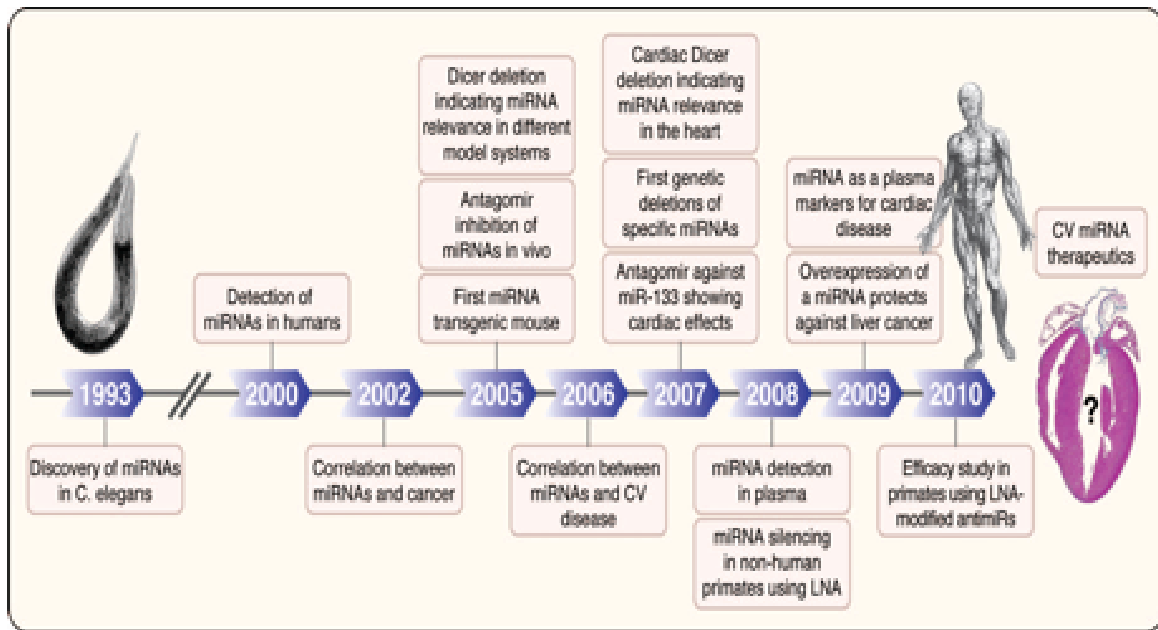 Dicer deletion
indicating miRNA
relevance in different
model systems
Antagomir
inhibition of
miRNAs in vivo
First miRNA
transgenic mouse
Cardiac Dicer
deletion indicating
miRNA relevance
in the heart
First genetic
deletions of
specific miRNAs
Antagomir against
miR-133 showing
cardiac effects
miRNA as a plasma
markers for cardiac
disease
Overexpression of
a miRNA protects
against liver cancer
CV miRNA
therapeutics
Detection of
miRNAs in humans
1993
2000
2002
2005
2006
2007
2008
2009
2010
?
Discovery of miRNAs
in C. elegans
Correlation between
miRNAs and cancer
Correlation between
miRNAs and CV
disease
miRNA detection
in plasma
miRNA silencing
in non-human
primates using LNA
Efficacy study in
primates using LNA-
modified antimiRs